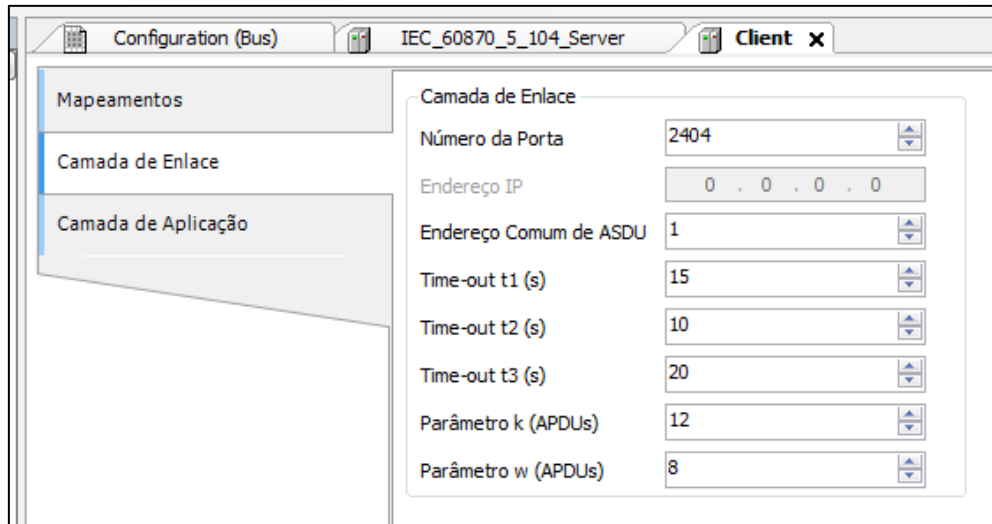 Configuration (Bus) IEC_60870_5_104_Server Client x
Mapeamentos
Camada de Enlace
Camada de Aplicação
Camada de Enlace
Número da Porta 2404
Endereço IP 0 . 0 . 0 . 0
Endereço Comum de ASDU 1
Time-out t1 (s) 15
Time-out t2 (s) 10
Time-out t3 (s) 20
Parâmetro k (APDUs) 12
Parâmetro w (APDUs) 8